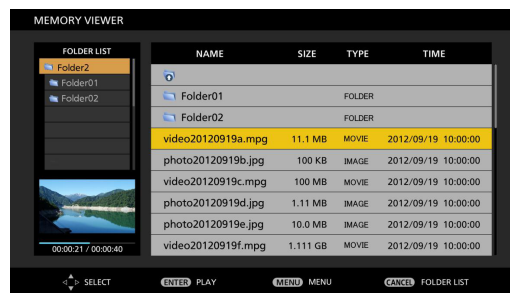 MEMORY VIEWER
FOLDER LIST
Folder2
Folder01
Folder02
00:00:21 / 00:00:40
NAME SIZE TYPE TIME
Folder01 FOLDER
Folder02 FOLDER
video20120919a.mpg 11.1 MB MOVIE 2012/09/19 10:00:00
photo20120919b.jpg 100 KB IMAGE 2012/09/19 10:00:00
video20120919c.mpg 100 MB MOVIE 2012/09/19 10:00:00
photo20120919d.jpg 1.11 MB IMAGE 2012/09/19 10:00:00
photo20120919e.jpg 10.0 MB IMAGE 2012/09/19 10:00:00
video20120919f.mpg 1.111 GB MOVIE 2012/09/19 10:00:00
SELECT ENTER PLAY MENU MENU CANCEL FOLDER LIST